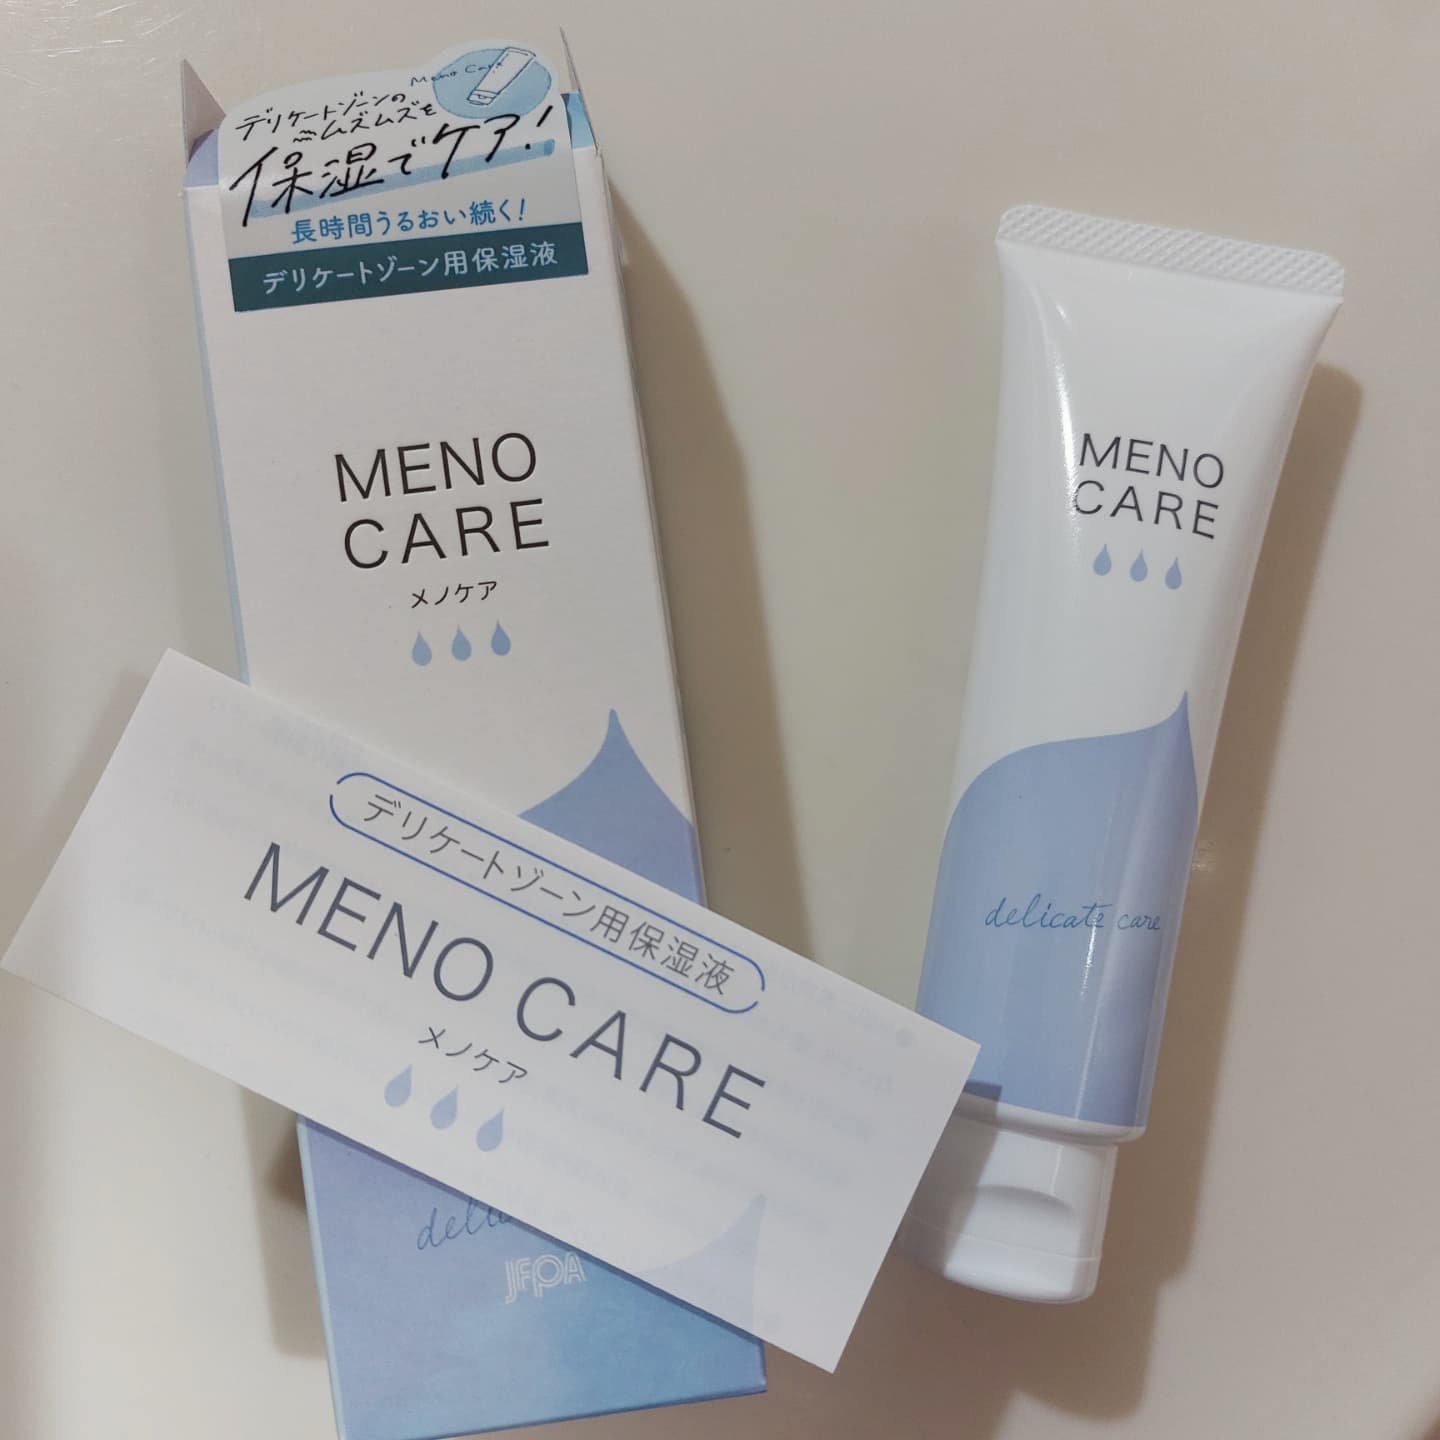 Meno Care
デリケートゾーンの
ムズムズを
保湿でケア!
長時間うるおい続く!
デリケートゾーン用保湿液
MENO
CARE
メノケア
デリケートゾーン用保湿液
MENO CARE
メノケア
JFPA
MENO
CARE
delicate care